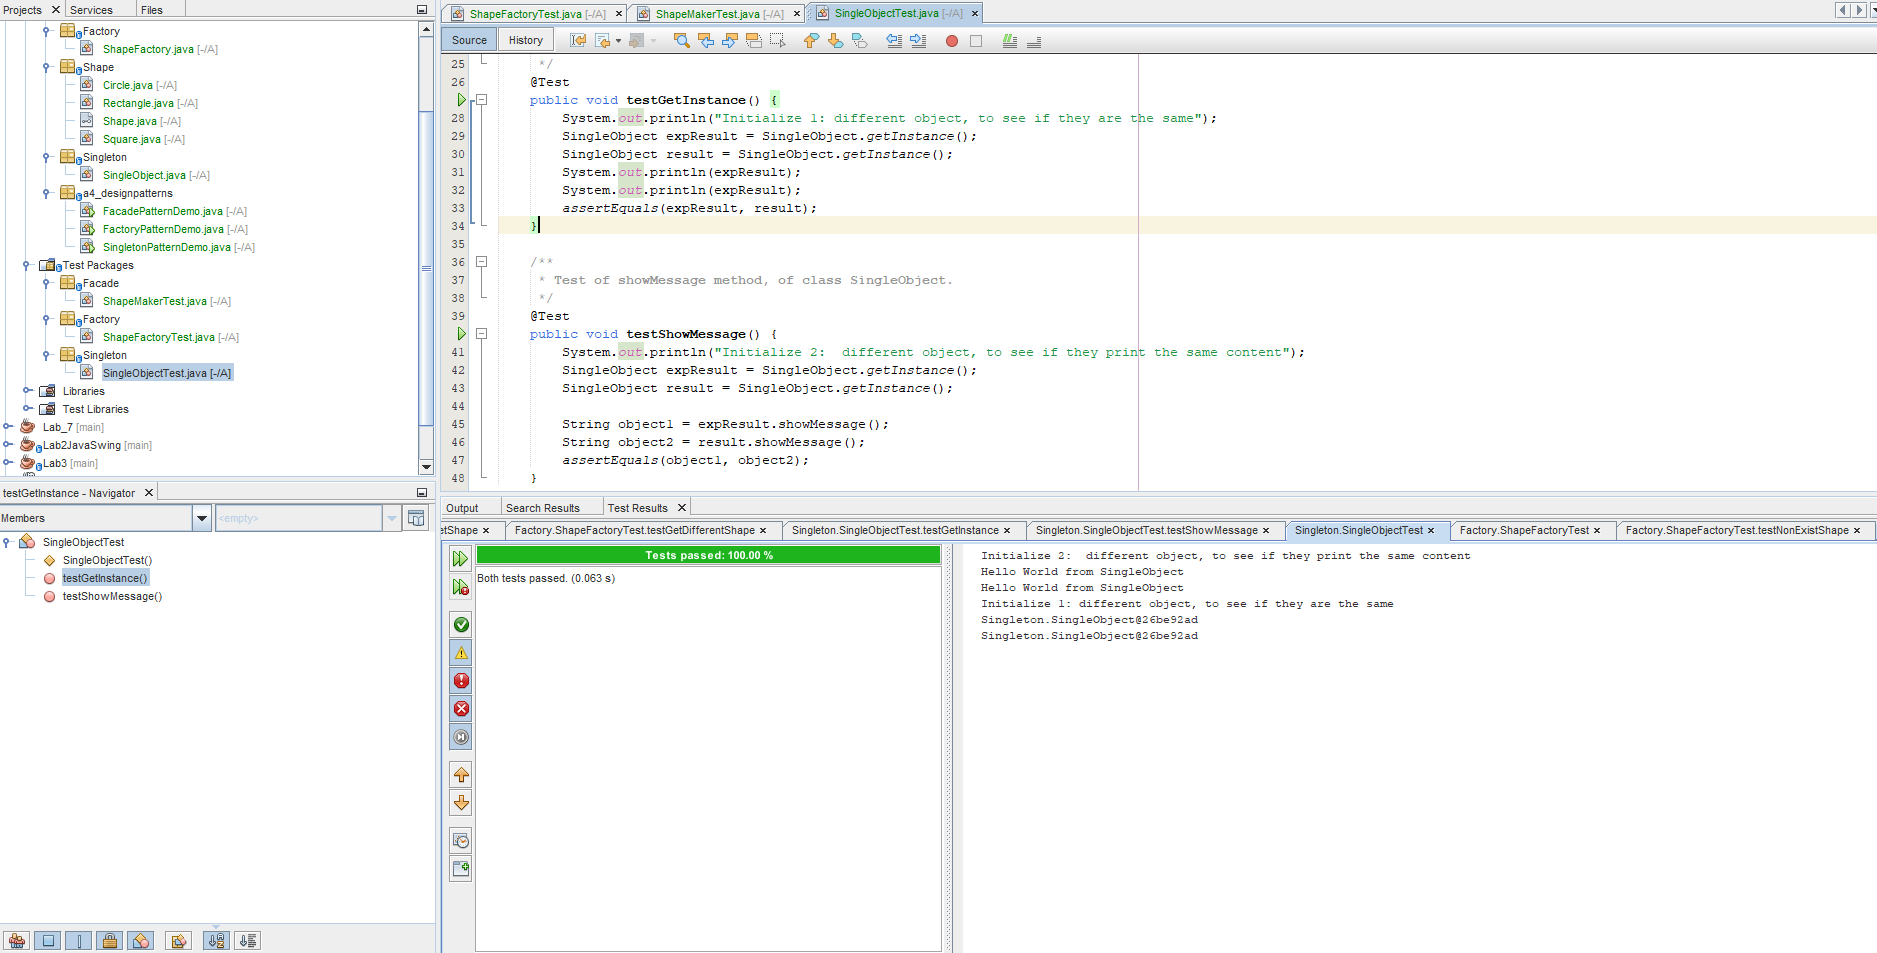 Projects
Services
Files
Factory
ShapeFactory.java [-/A]
Shape
Circle.java [-/A]
Rectangle.java [-/A]
Shape.java [-/A]
Square.java [-/A]
Singleton
SingleObject.java [-/A]
a4_designpatterns
FacadePatternDemo.java [-/A]
FactoryPatternDemo.java [-/A]
SingletonPatternDemo.java [-/A]
Test Packages
Facade
ShapeMakerTest.java [-/A]
Factory
ShapeFactoryTest.java [-/A]
Singleton
SingleObjectTest.java [-/A]
Libraries
Test Libraries
Lab_7 [main]
Lab2JavaSwing [main]
Lab3 [main]
testGetInstance - Navigator
Members
<empty>
SingleObjectTest
SingleObjectTest()
testGetInstance()
testShowMessage()
ShapeFactoryTest.java [-/A]
ShapeMakerTest.java [-/A]
SingleObjectTest.java [-/A]
Source
History
25 */
26 @Test
public void testGetInstance() {
28 System.out.println("Initialize 1: different object, to see if they are the same");
29 SingleObject expResult = SingleObject.getInstance();
30 SingleObject result = SingleObject.getInstance();
31 System.out.println(expResult);
32 System.out.println(expResult);
33 assertEquals(expResult, result);
34 }
35
36 /**
37 * Test of showMessage method, of class SingleObject.
38 */
39 @Test
public void testShowMessage() {
41 System.out.println("Initialize 2:  different object, to see if they print the same content");
42 SingleObject expResult = SingleObject.getInstance();
43 SingleObject result = SingleObject.getInstance();
44
45 String object1 = expResult.showMessage();
46 String object2 = result.showMessage();
47 assertEquals(object1, object2);
48 }
Output
Search Results
Test Results
etShape
Factory.ShapeFactoryTest.testGetDifferentShape
Singleton.SingleObjectTest.testGetInstance
Singleton.SingleObjectTest.testShowMessage
Singleton.SingleObjectTest
Factory.ShapeFactoryTest
Factory.ShapeFactoryTest.testNonExistShape
Tests passed: 100.00 %
Both tests passed. (0.063 s)
Initialize 2:  different object, to see if they print the same content
Hello World from SingleObject
Hello World from SingleObject
Initialize 1: different object, to see if they are the same
Singleton.SingleObject@26be92ad
Singleton.SingleObject@26be92ad